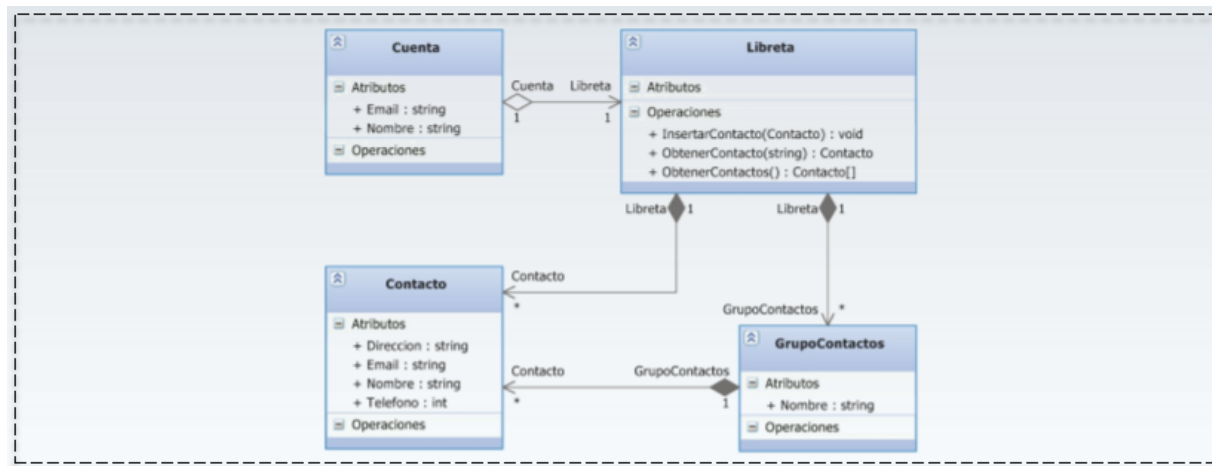 Cuenta
Atributos
+ Email : string
+ Nombre : string
Operaciones
Cuenta
1
Libreta
1
Libreta
Atributos
Operaciones
+ InsertarContacto(Contacto) : void
+ ObtenerContacto(string) : Contacto
+ ObtenerContactos() : Contacto[]
Libreta 1
Libreta 1
Contacto
*
GrupoContactos *
Contacto
Atributos
+ Direccion : string
+ Email : string
+ Nombre : string
+ Telefono : int
Operaciones
Contacto
*
GrupoContactos
1
GrupoContactos
Atributos
+ Nombre : string
Operaciones